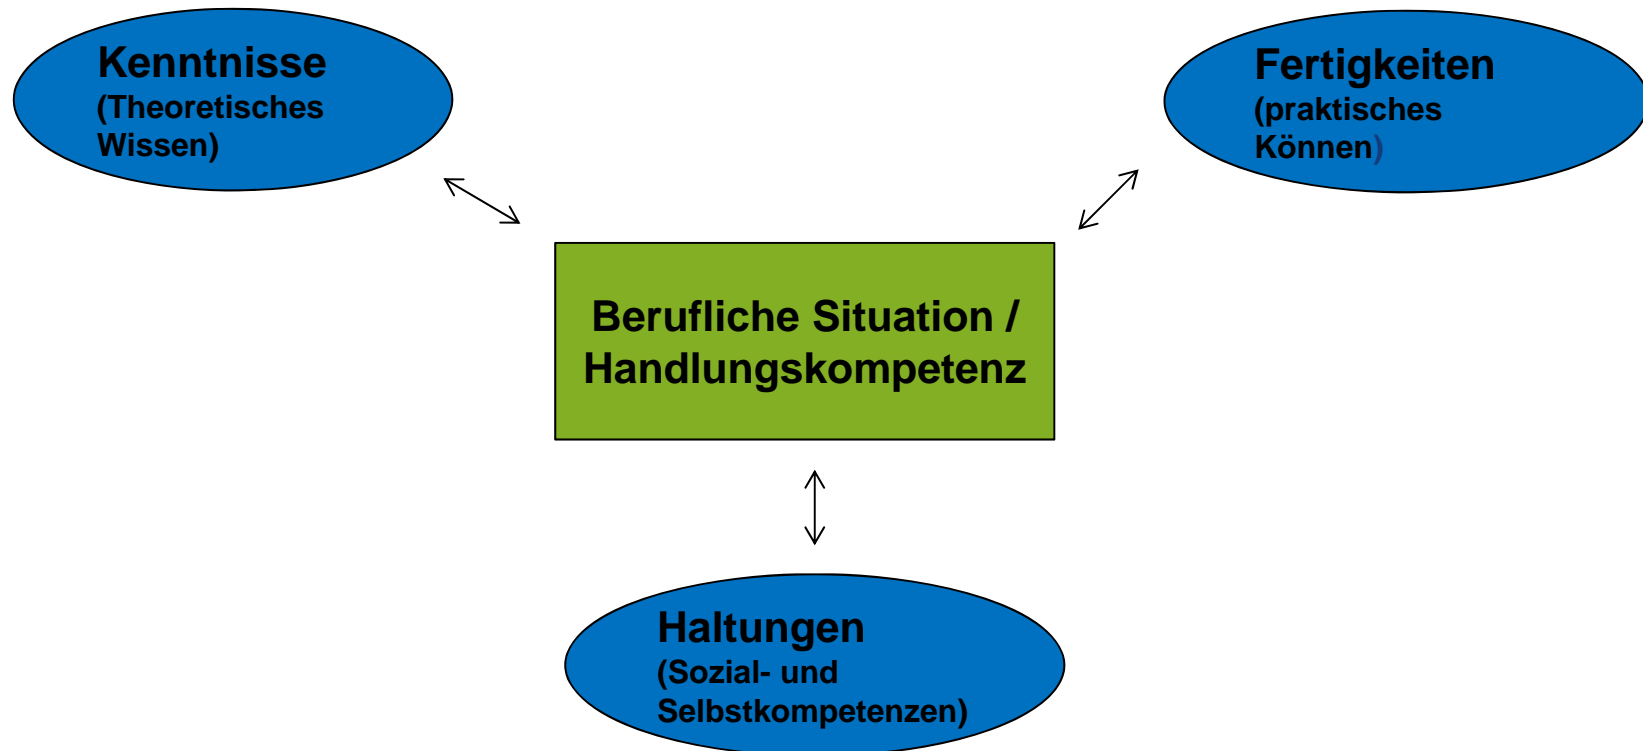 Kenntnisse
(Theoretisches
Wissen)
Fertigkeiten
(praktisches
Können)
Berufliche Situation /
Handlungskompetenz
Haltungen
(Sozial- und
Selbstkompetenzen)